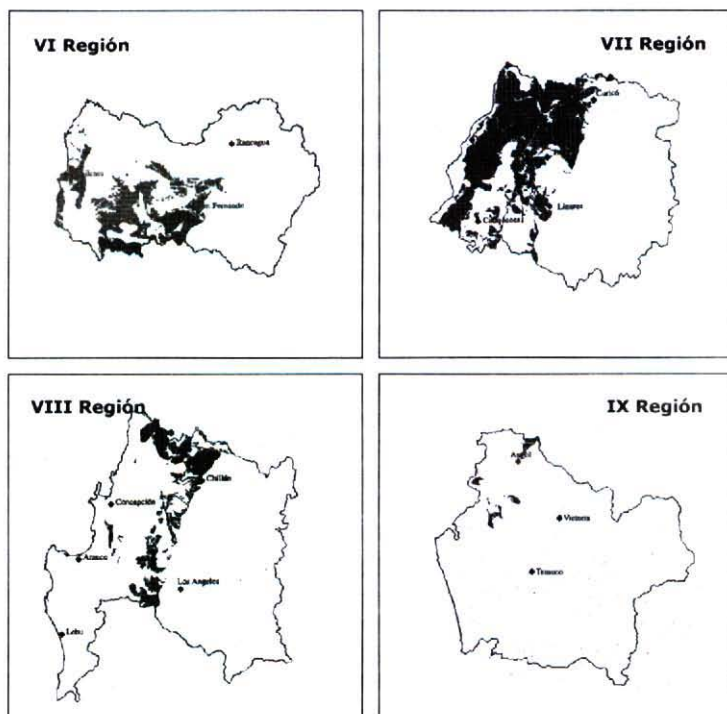 VI Región
Rancagua
Fernando
VII Región
Curicó
Linares
Cauquenes
VIII Región
Chillán
Concepción
Arauco
Los Angeles
Lebu
IX Región
Angol
Victoria
Temuco